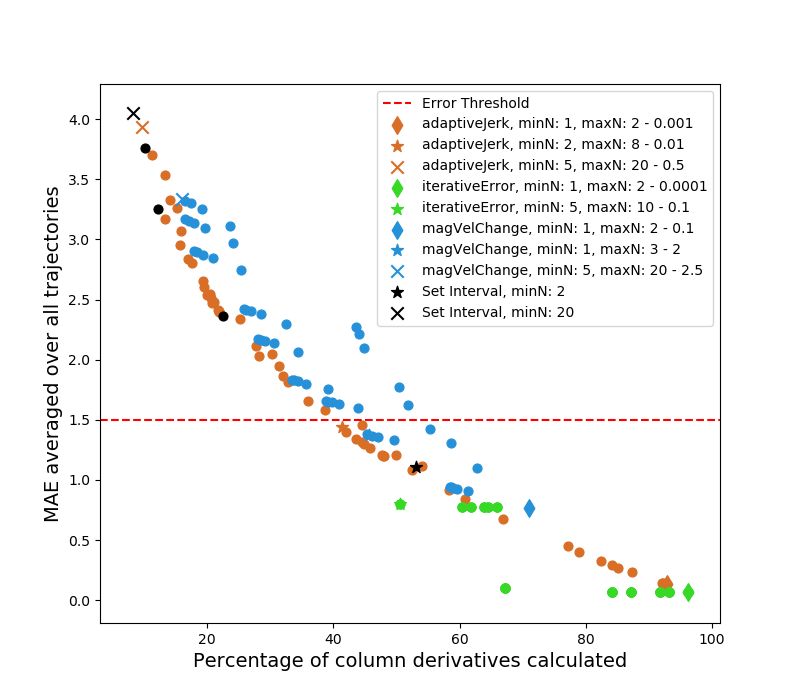 Error Threshold
adaptiveJerk, minN: 1, maxN: 2 - 0.001
adaptiveJerk, minN: 2, maxN: 8 - 0.01
adaptiveJerk, minN: 5, maxN: 20 - 0.5
iterativeError, minN: 1, maxN: 2 - 0.0001
iterativeError, minN: 5, maxN: 10 - 0.1
magVelChange, minN: 1, maxN: 2 - 0.1
magVelChange, minN: 1, maxN: 3 - 2
magVelChange, minN: 5, maxN: 20 - 2.5
Set Interval, minN: 2
Set Interval, minN: 20
MAE averaged over all trajectories
4.0
3.5
3.0
2.5
2.0
1.5
1.0
0.5
0.0
20 40 60 80 100
Percentage of column derivatives calculated